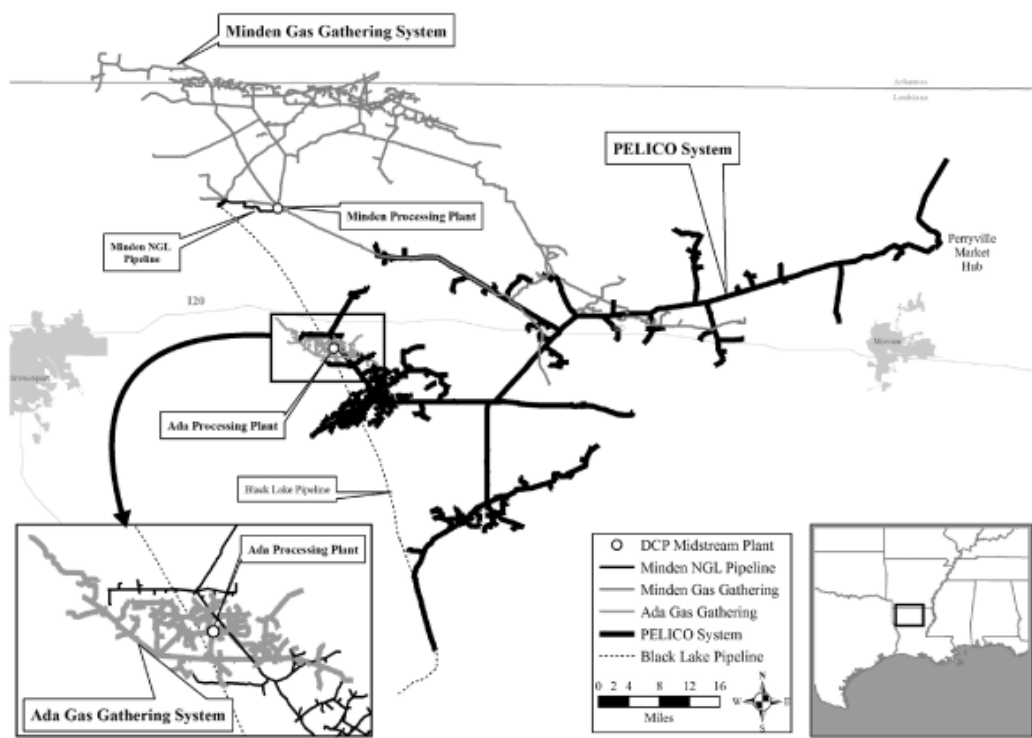 Minden Gas Gathering System
Arkansas
Louisiana
PELICO System
Minden Processing Plant
Minden NGL
Pipeline
Perryville
Market
Hub
I20
Shreveport
Monroe
Ada Processing Plant
Black Lake Pipeline
Ada Processing Plant
Ada Gas Gathering System
DCP Midstream Plant
Minden NGL Pipeline
Minden Gas Gathering
Ada Gas Gathering
PELICO System
Black Lake Pipeline
0 2 4 8 12 16
Miles
N
W E
S